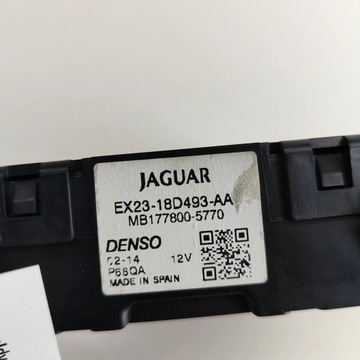 JAGUAR
EX23-18D493-AA
MB177800-5770
DENSO
02-14 12V
P68QA
MADE IN SPAIN